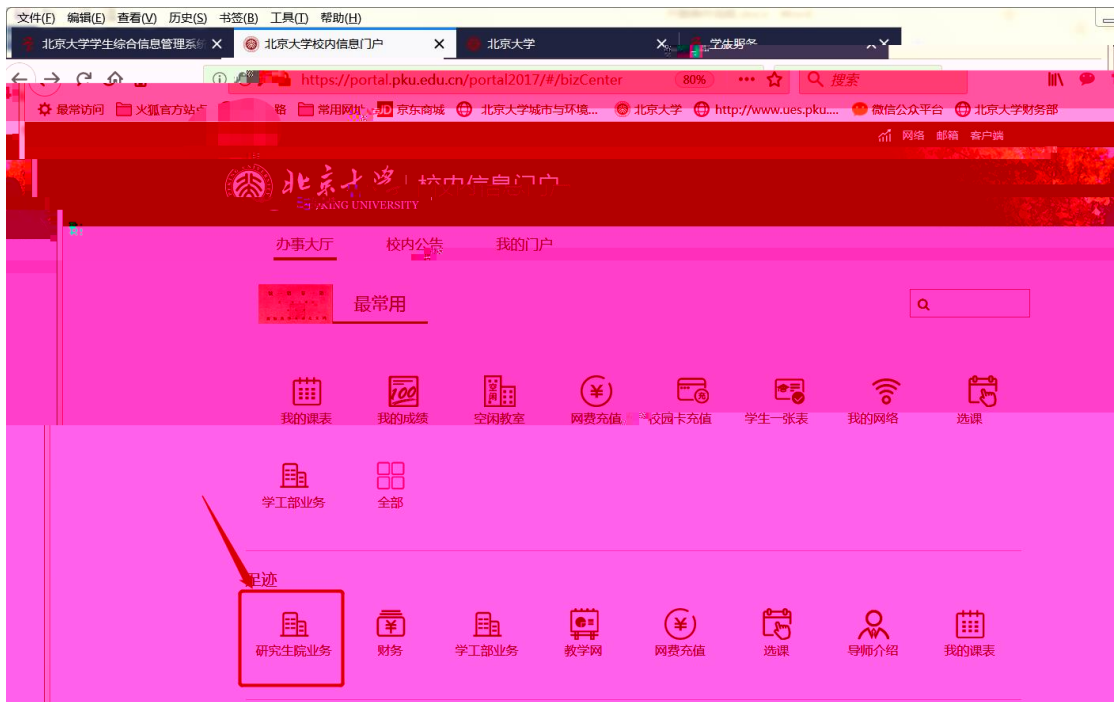 文件(F) 编辑(E) 查看(V) 历史(S) 书签(B) 工具(T) 帮助(H)
北京大学学生综合信息管理系统 北京大学校内信息门户 北京大学
https://portal.pku.edu.cn/portal2017/#/bizCenter 80% 搜索
最常访问 火狐官方站点 常用网址 JD 京东商城 北京大学城市与环境... 北京大学 http://www.ues.pku.... 微信公众平台 北京大学财务部
网络 邮箱 客户端
北京大学 校内信息门户
UNIVERSITY
办事大厅 校内公告 我的门户
最常用
我的课表 我的成绩 空闲教室 网费充值 校园卡充值 学生一张表 我的网络 选课
学工部业务 全部
足迹
研究生院业务 财务 学工部业务 教学网 网费充值 选课 导师介绍 我的课表